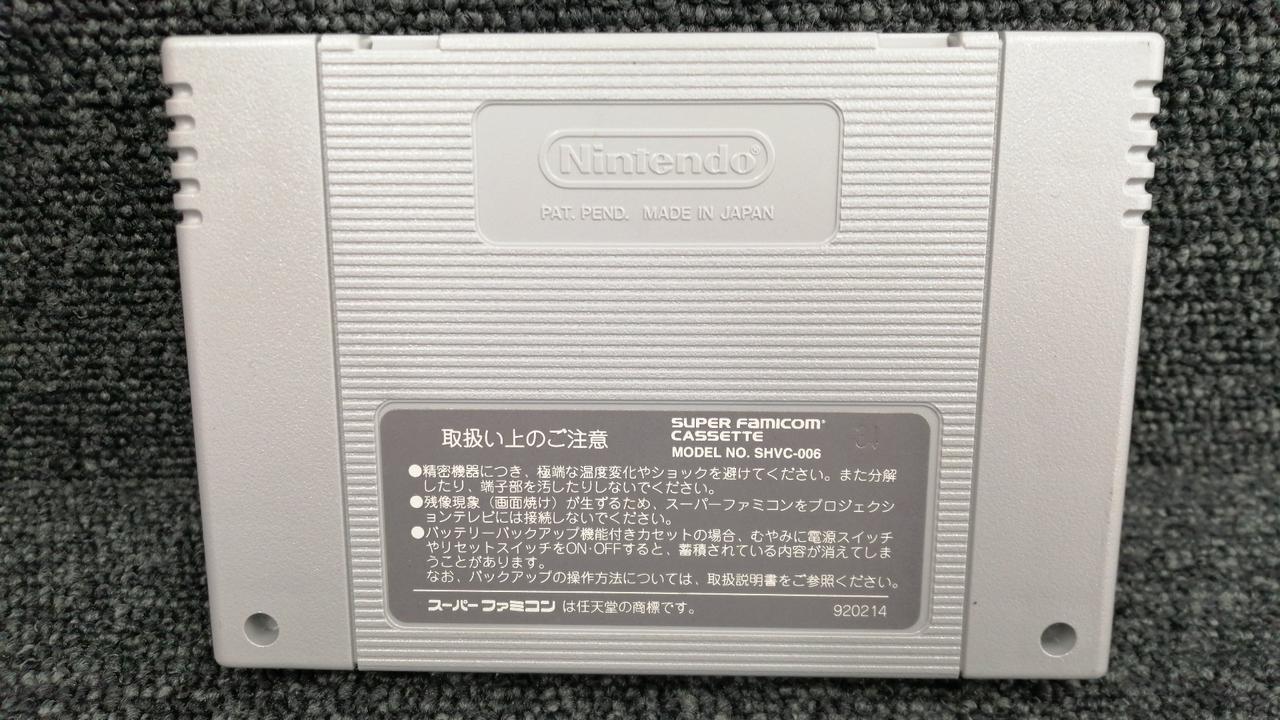 Nintendo®
PAT. PEND. MADE IN JAPAN
取扱い上のご注意
SUPER FAMICOM®
CASSETTE
MODEL NO. SHVC-006
●精密機器につき、極端な温度変化やショックを避けてください。また分解
したり、端子部を汚したりしないでください。
●残像現象（画面焼け）が生ずるため、スーパーファミコンをプロジェクシ
ョンテレビには接続しないでください。
●バッテリーバックアップ機能付きカセットの場合、むやみに電源スイッチ
やリセットスイッチをON·OFFすると、蓄積されている内容が消えてしま
うことがあります。
なお、バックアップの操作方法については、取扱説明書をご参照ください。
スーパーファミコン は任天堂の商標です。
920214